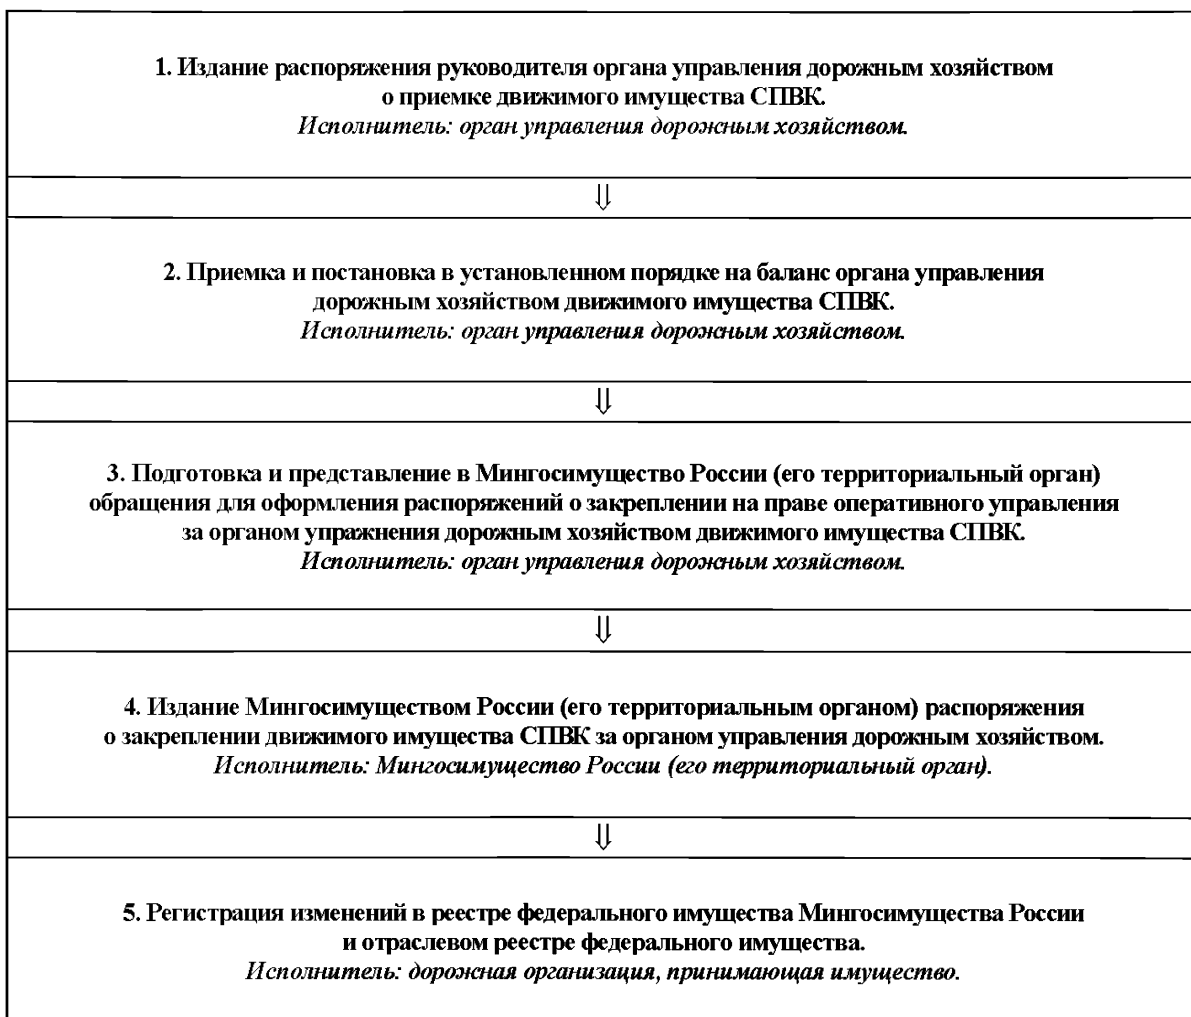 1. Издание распоряжения руководителя органа управления дорожным хозяйством
о приемке движимого имущества СПВК.
Исполнитель: орган управления дорожным хозяйством.
⇓
2. Приемка и постановка в установленном порядке на баланс органа управления
дорожным хозяйством движимого имущества СПВК.
Исполнитель: орган управления дорожным хозяйством.
⇓
3. Подготовка и представление в Мингосимущество России (его территориальный орган)
обращения для оформления распоряжений о закреплении на праве оперативного управления
за органом упражнения дорожным хозяйством движимого имущества СПВК.
Исполнитель: орган управления дорожным хозяйством.
⇓
4. Издание Мингосимуществом России (его территориальным органом) распоряжения
о закреплении движимого имущества СПВК за органом управления дорожным хозяйством.
Исполнитель: Мингосимущество России (его территориальный орган).
⇓
5. Регистрация изменений в реестре федерального имущества Мингосимущества России
и отраслевом реестре федерального имущества.
Исполнитель: дорожная организация, принимающая имущество.